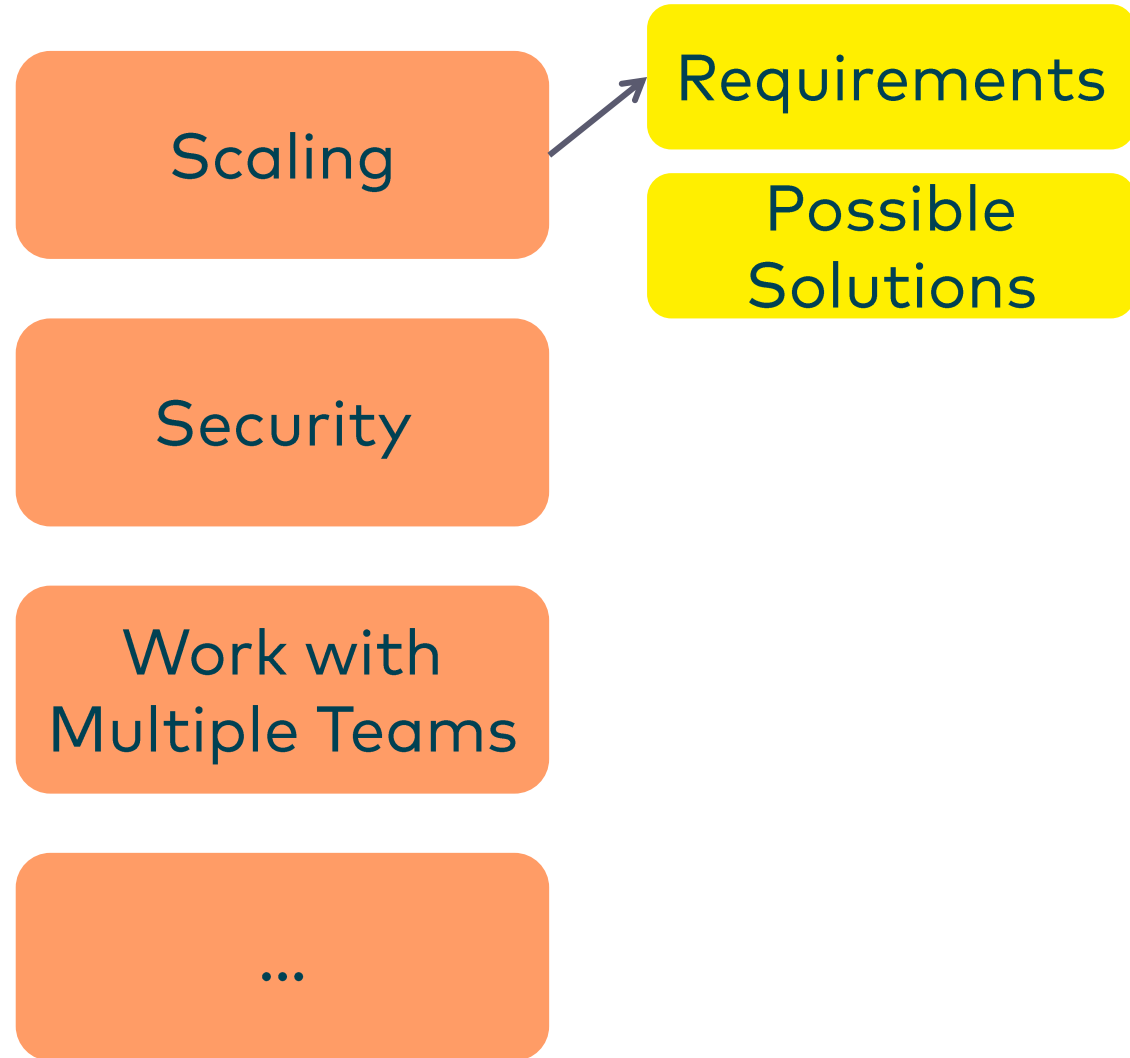 Scaling
Requirements
Possible
Solutions
Security
Work with
Multiple Teams
...